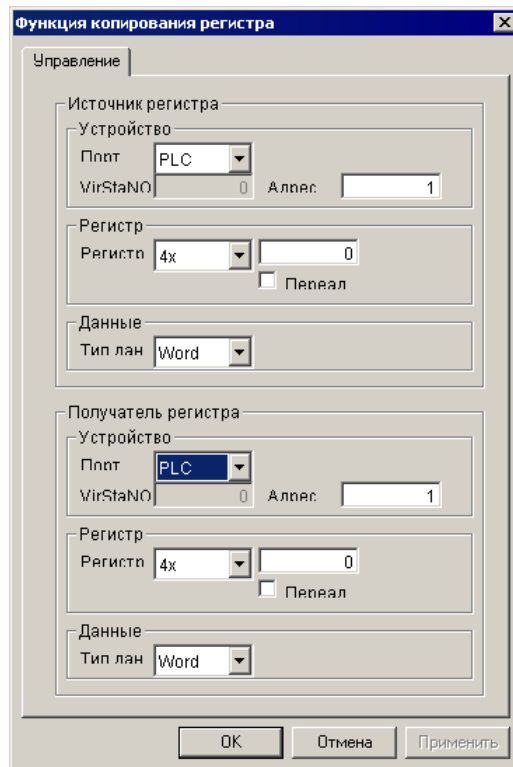 Функция копирования регистра
Управление
Источник регистра
Устройство
Порт PLC
VirStaNO 0 Адрес 1
Регистр
Регистр 4x 0
Переад
Данные
Тип дан Word
Получатель регистра
Устройство
Порт PLC
VirStaNO 0 Адрес 1
Регистр
Регистр 4x 0
Переад
Данные
Тип дан Word
OK Отмена Применить